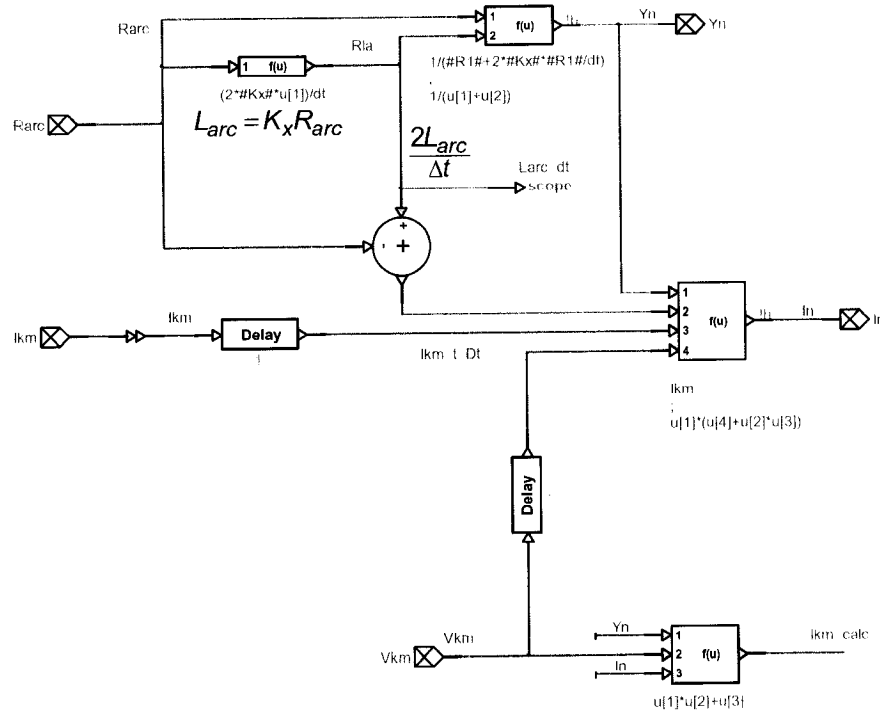 Rarc
1
2
f(u)
Yn
Yn
Rla
1 f(u)
(2*#Kx#*u[1])/dt
1/(#R1#+2*#Kx#*#R1#/dt)
;
1/(u[1]+u[2])
Rarc
L_arc = K_x R_arc
2L_arc
Δt
Larc dt
scope
+
-
+
1
2
3
4
f(u)
In
In
Ikm
Ikm
Delay
Ikm t Dt
Ikm
;
u[1]*(u[4]+u[2]*u[3])
Delay
Vkm
Vkm
Yn
In
1
2
3
f(u)
Ikm calc
u[1]*u[2]+u[3]